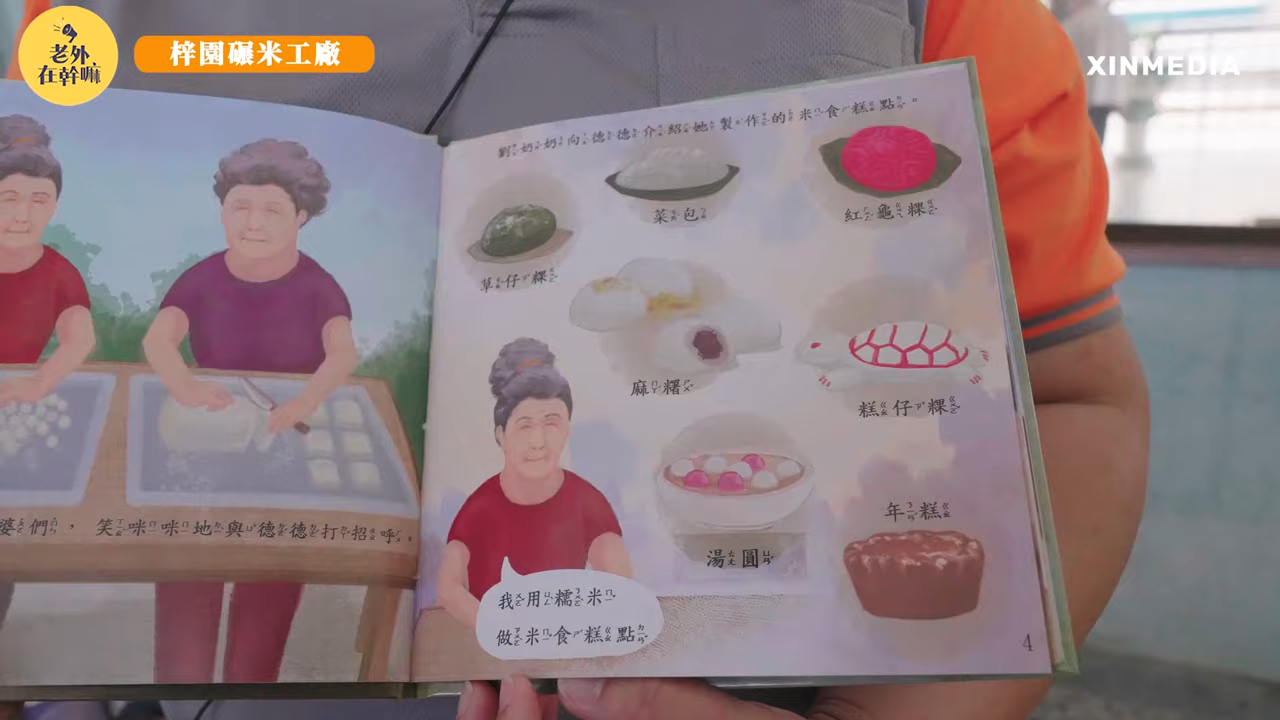 老外
在幹嘛
梓園碾米工廠
XINMEDIA
婆們，笑咪咪地與德德打招呼。
劉奶奶向德德介紹她製作的米食糕點。
草仔粿
菜包
紅龜粿
麻糬
糕仔粿
湯圓
年糕
我用糯米
做米食糕點
4